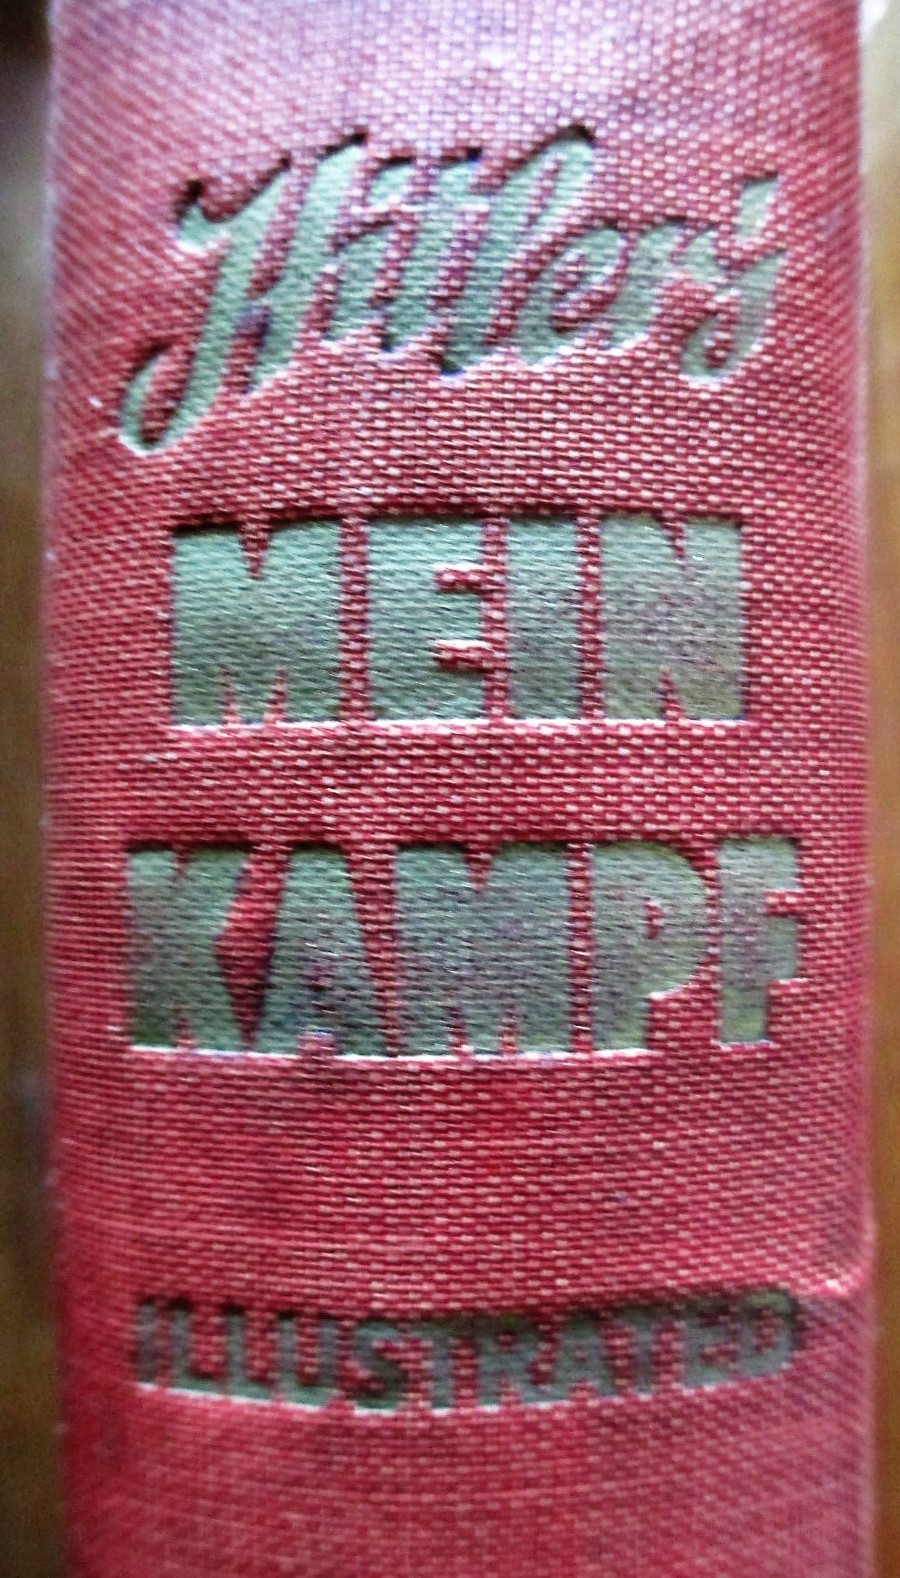 Hitler's
MEIN
KAMPF
ILLUSTRATED